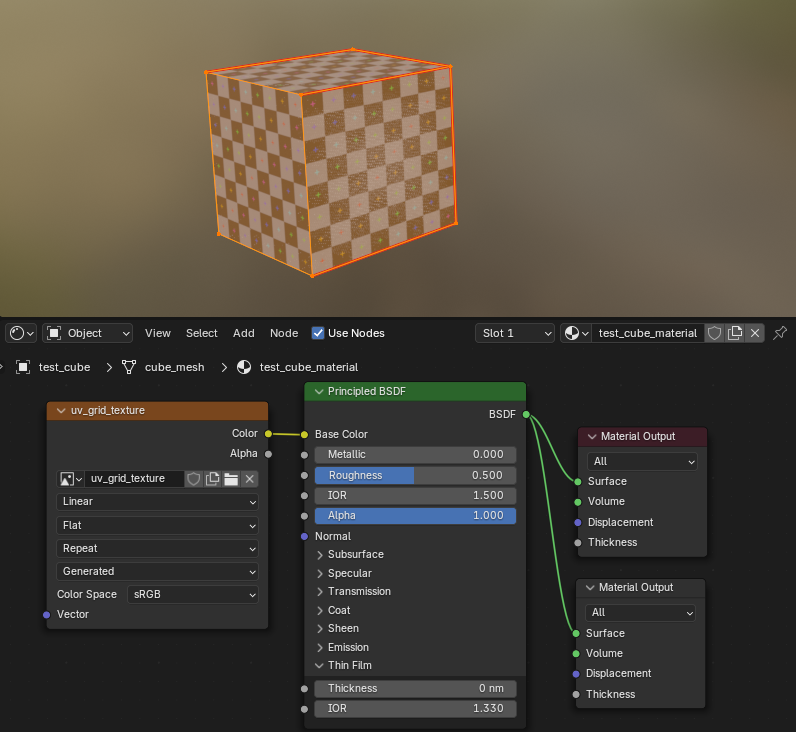 Object View Select Add Node Use Nodes Slot 1 test_cube_material
test_cube cube_mesh test_cube_material
uv_grid_texture
Color
Alpha
uv_grid_texture
Linear
Flat
Repeat
Generated
Color Space sRGB
Vector
Principled BSDF
BSDF
Base Color
Metallic 0.000
Roughness 0.500
IOR 1.500
Alpha 1.000
Normal
Subsurface
Specular
Transmission
Coat
Sheen
Emission
Thin Film
Thickness 0 nm
IOR 1.330
Material Output
All
Surface
Volume
Displacement
Thickness
Material Output
All
Surface
Volume
Displacement
Thickness